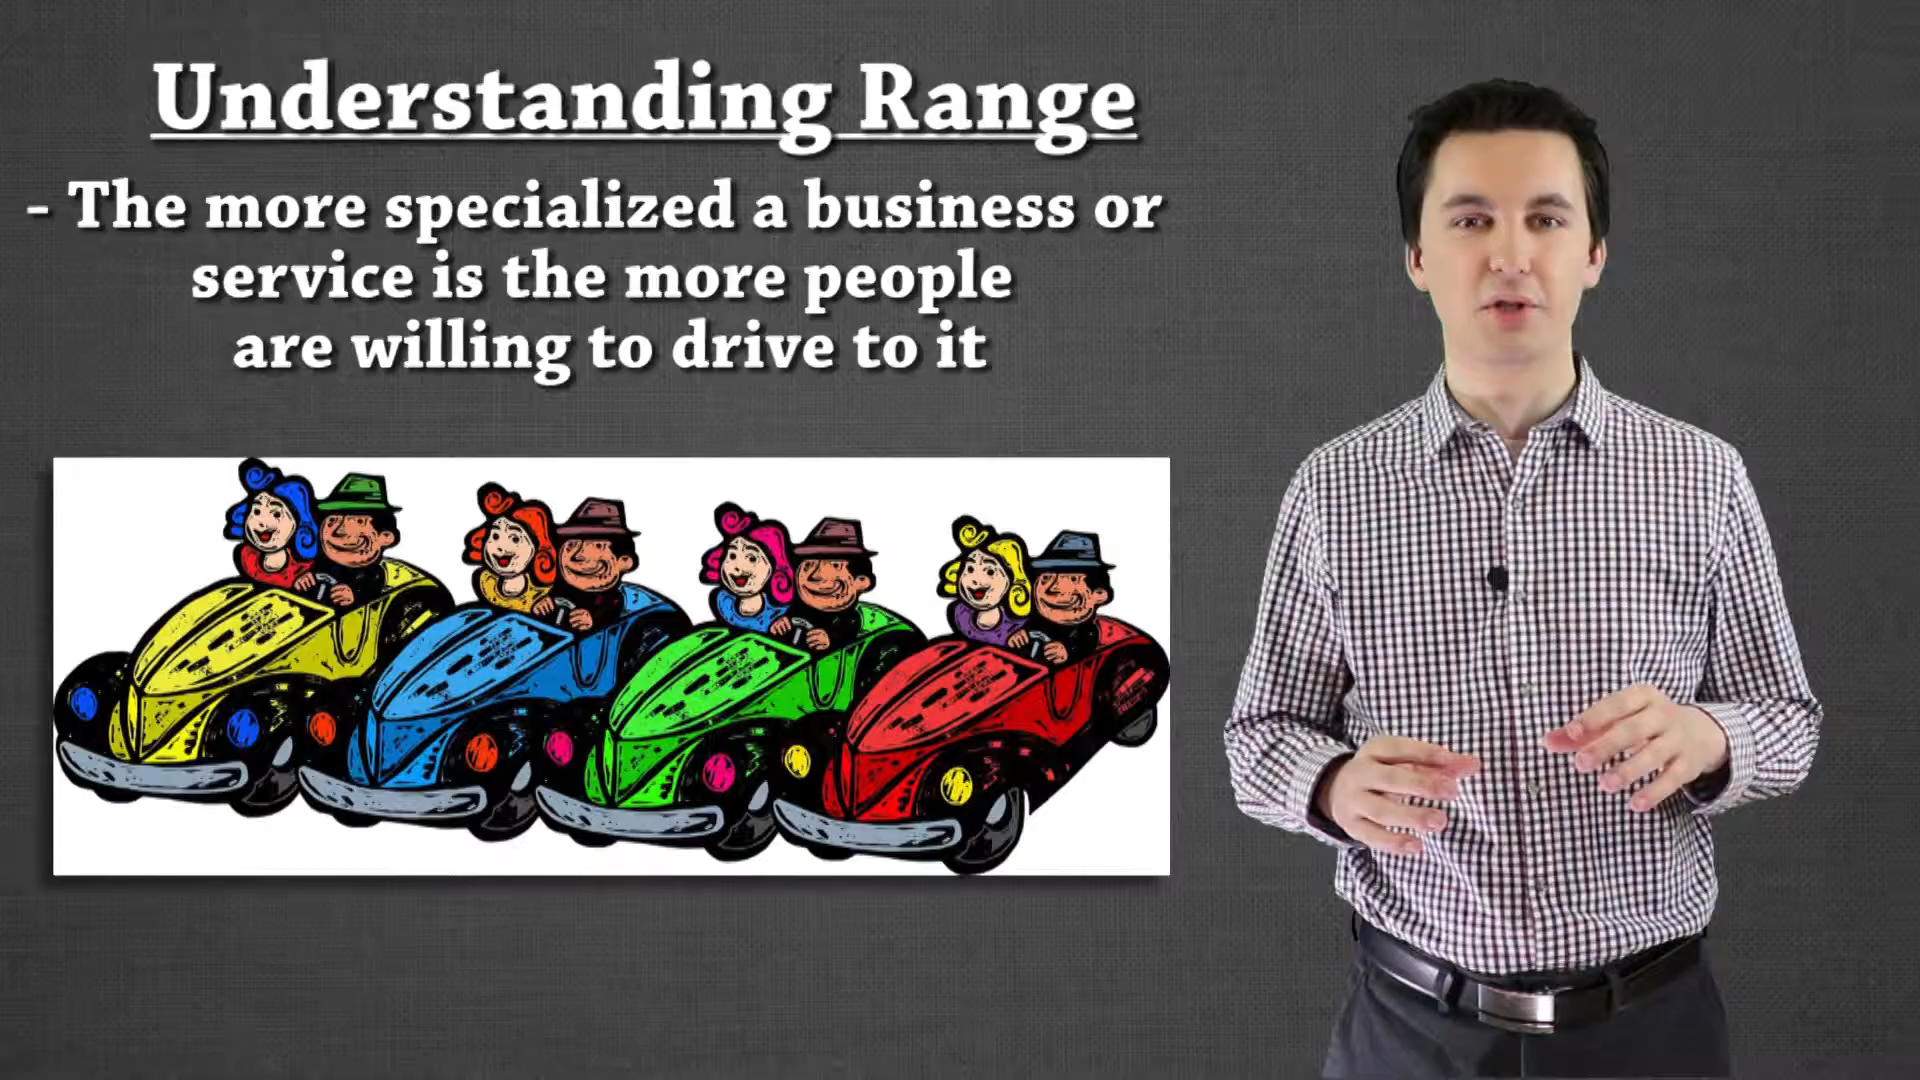 Understanding Range
- The more specialized a business or
service is the more people
are willing to drive to it